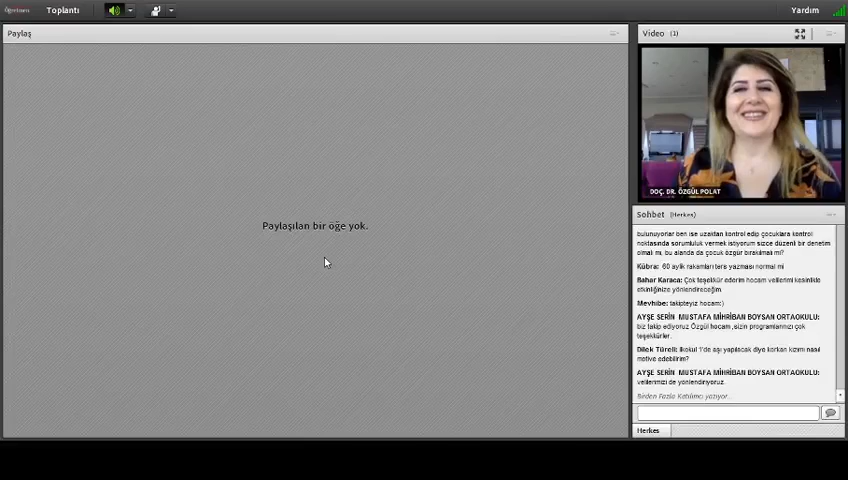 Öğretmen Toplantı Yardım
Paylaş
Paylaşılan bir öğe yok.
Video (1)
DOÇ. DR. ÖZGÜL POLAT
Sohbet (Herkes)
bulunuyorlar ben ise uzaktan kontrol edip çocuklara kontrol
noktasında sorumluluk vermek istiyorum sizce düzenli bir denetim
olmalı mı, bu alanda da çocuk özgür bırakılmalı mı?
Kübra: 60 aylik rakamları ters yazması normal mi
Bahar Karaca: Çok teşekkür ederim hocam velilerimi kesinlikle
etkinliğinize yönlendireceğim.
Mevhibe: takipteyiz hocam:)
AYŞE SERİN MUSTAFA MİHRİBAN BOYSAN ORTAOKULU:
biz takip ediyoruz Özgül hocam ,sizin programlarınızı çok
teşekkürler.
Dilek Türeli: ilkokul 1'de aşı yapılacak diye korkan kızımı nasıl
motive edebilirim?
AYŞE SERİN MUSTAFA MİHRİBAN BOYSAN ORTAOKULU:
velilerimizi de yönlendiriyoruz.
Birden Fazla Katılımcı yazıyor...
Herkes